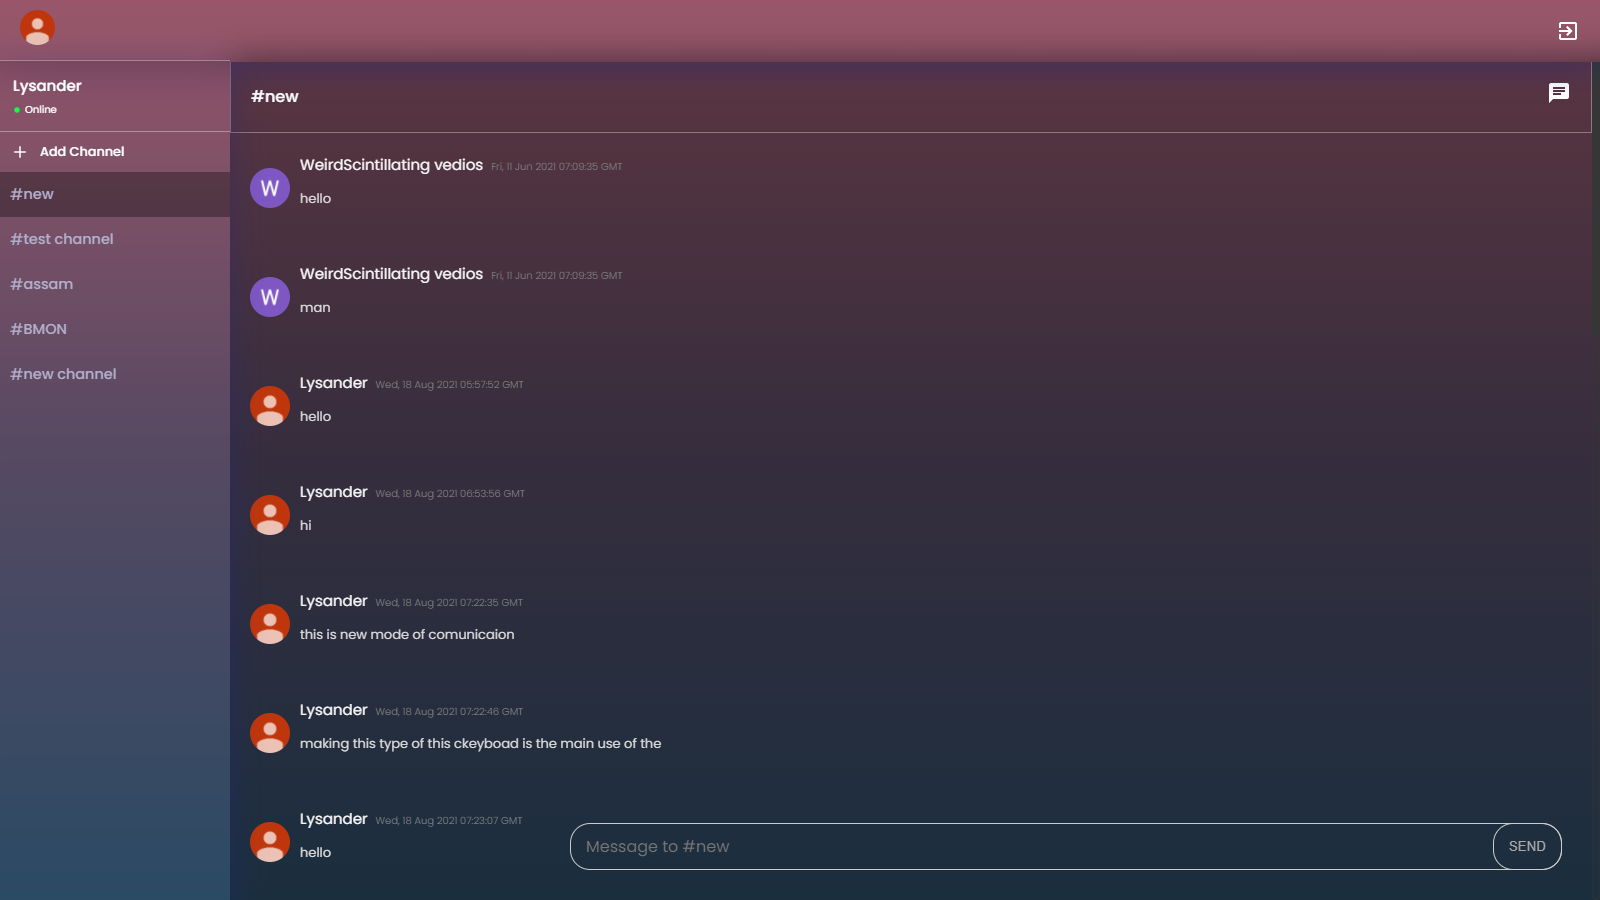 Lysander
Online
Add Channel
#new
#test channel
#assam
#BMON
#new channel
#new
WeirdScintillating vedios Fri, 11 Jun 2021 07:09:35 GMT
W
hello
WeirdScintillating vedios Fri, 11 Jun 2021 07:09:35 GMT
W
man
Lysander Wed, 18 Aug 2021 05:57:52 GMT
hello
Lysander Wed, 18 Aug 2021 06:53:56 GMT
hi
Lysander Wed, 18 Aug 2021 07:22:35 GMT
this is new mode of comunicaion
Lysander Wed, 18 Aug 2021 07:22:46 GMT
making this type of this ckeyboad is the main use of the
Lysander Wed, 18 Aug 2021 07:23:07 GMT
hello
Message to #new
SEND